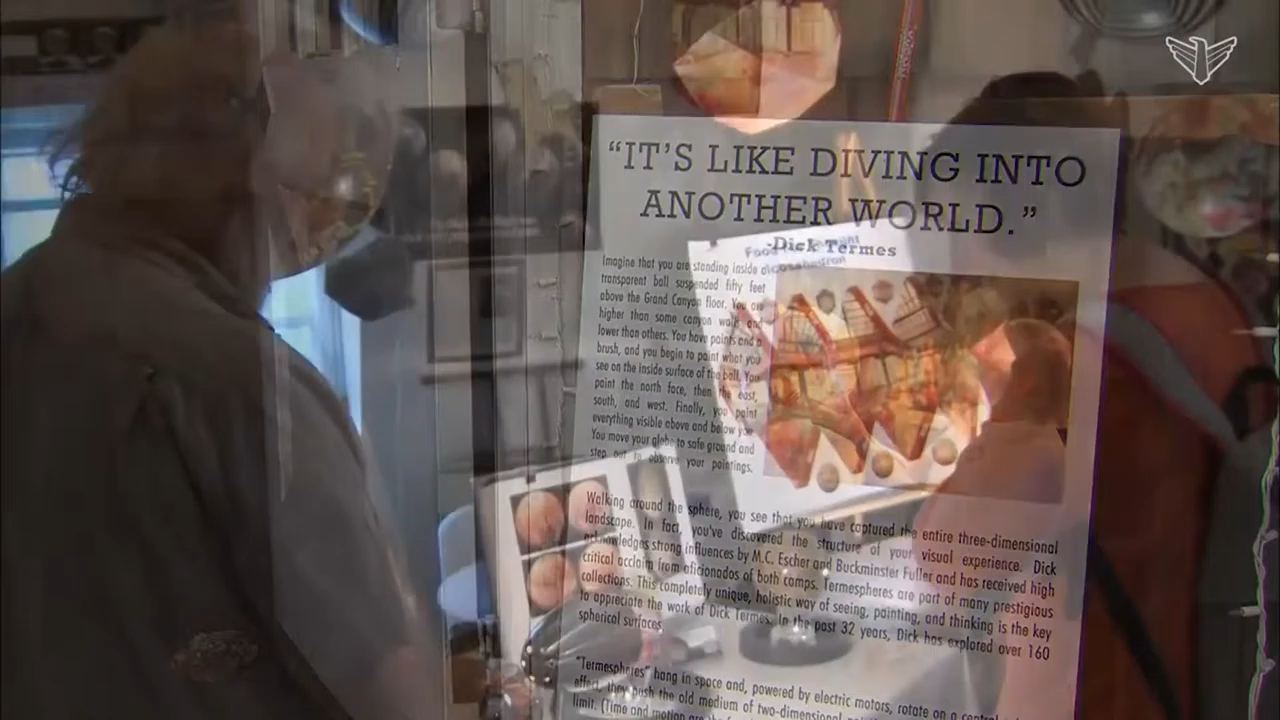 “IT’S LIKE DIVING INTO
ANOTHER WORLD.”
-Dick Termes
Imagine that you are standing inside a
transparent ball suspended fifty feet
above the Grand Canyon floor. You are
higher than some canyon walls and
lower than others. You have paints and a
brush, and you begin to paint what you
see on the inside surface of the ball. You
paint the north face, then the east,
south, and west. Finally, you paint
everything visible above and below you.
You move your globe to safe ground and
step out to observe your paintings.
Walking around the sphere, you see that you have captured the entire three-dimensional
landscape. In fact, you've discovered the structure of your visual experience. Dick
acknowledges strong influences by M.C. Escher and Buckminster Fuller and has received high
critical acclaim from aficionados of both camps. Termespheres are part of many prestigious
collections. This completely unique, holistic way of seeing, painting, and thinking is the key
to appreciate the work of Dick Termes. In the past 32 years, Dick has explored over 160
spherical surfaces
“Termespheres” hang in space and, powered by electric motors, rotate on a
effect, they push the old medium of two-dimensional
limit. (Time and motion are the